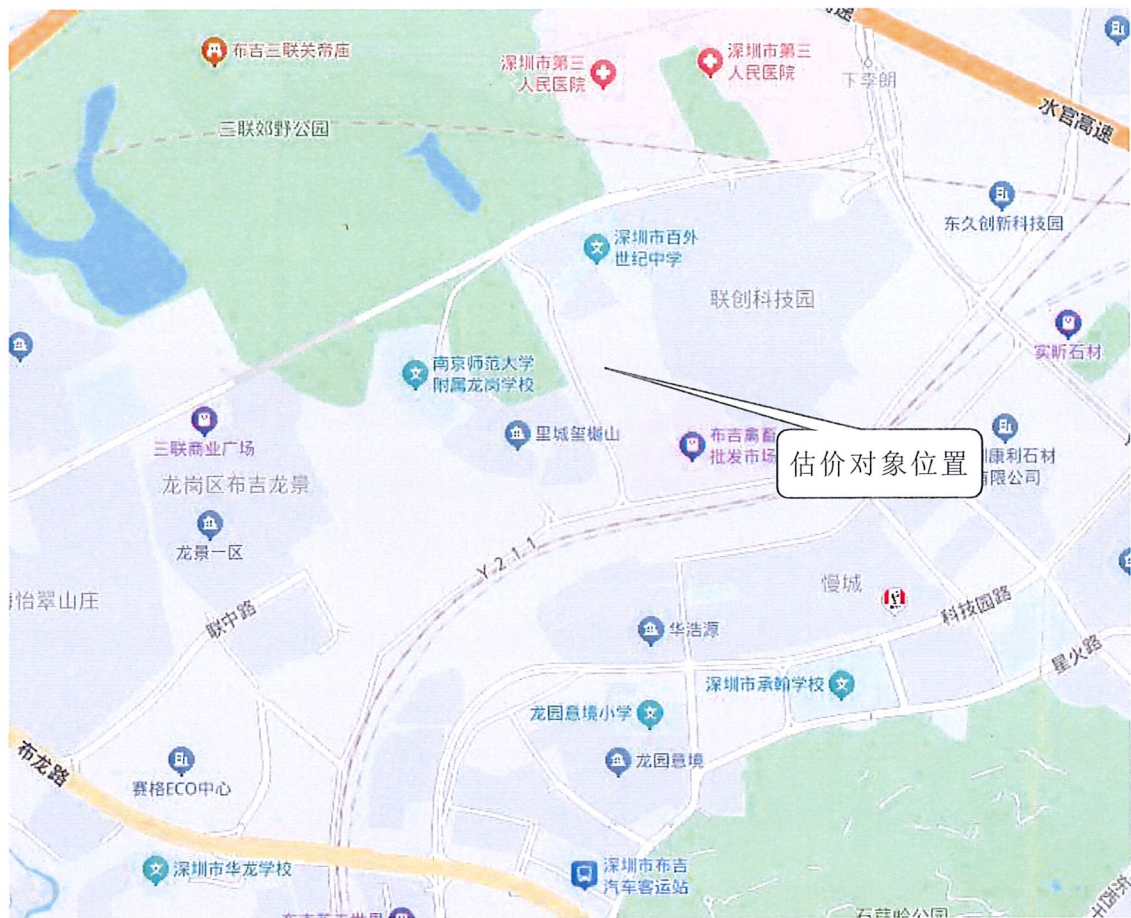 布吉三联关帝庙
深圳市第三
人民医院
深圳市第三
人民医院
下李朗
水官高速
三联郊野公园
东久创新科技园
深圳市百外
世纪中学
联创科技园
实昕石材
南京师范大学
附属龙岗学校
里城玺樾山
布吉禽畜
批发市场
估价对象位置
康利石材
有限公司
三联商业广场
龙岗区布吉龙景
龙景一区
Y211
怡翠山庄
联中路
慢城
科技园路
华浩源
星火路
深圳市承翰学校
龙园意境小学
龙园意境
布龙路
赛格ECO中心
深圳市华龙学校
深圳市布吉
汽车客运站